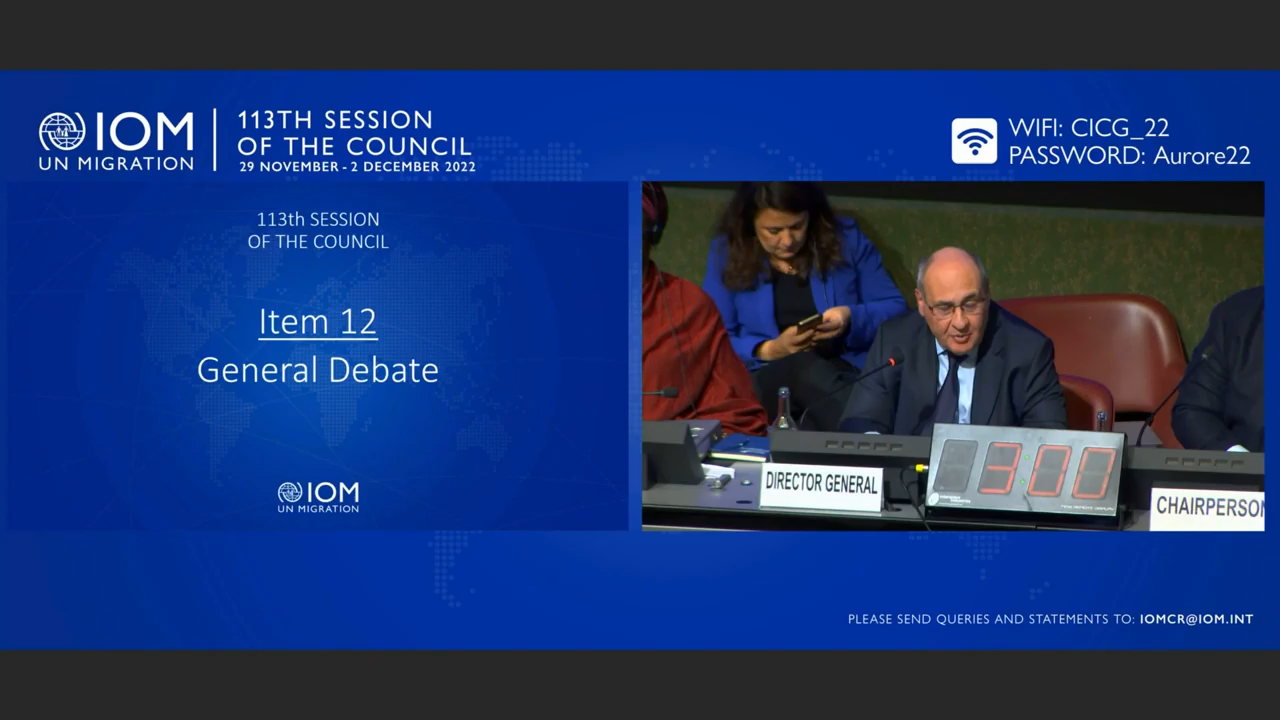 IOM
UN MIGRATION
113TH SESSION
OF THE COUNCIL
29 NOVEMBER - 2 DECEMBER 2022
WIFI: CICG_22
PASSWORD: Aurore22
113th SESSION
OF THE COUNCIL
Item 12
General Debate
IOM
UN MIGRATION
DIRECTOR GENERAL
3:00
CHAIRPERSON
PLEASE SEND QUERIES AND STATEMENTS TO: IOMCR@IOM.INT